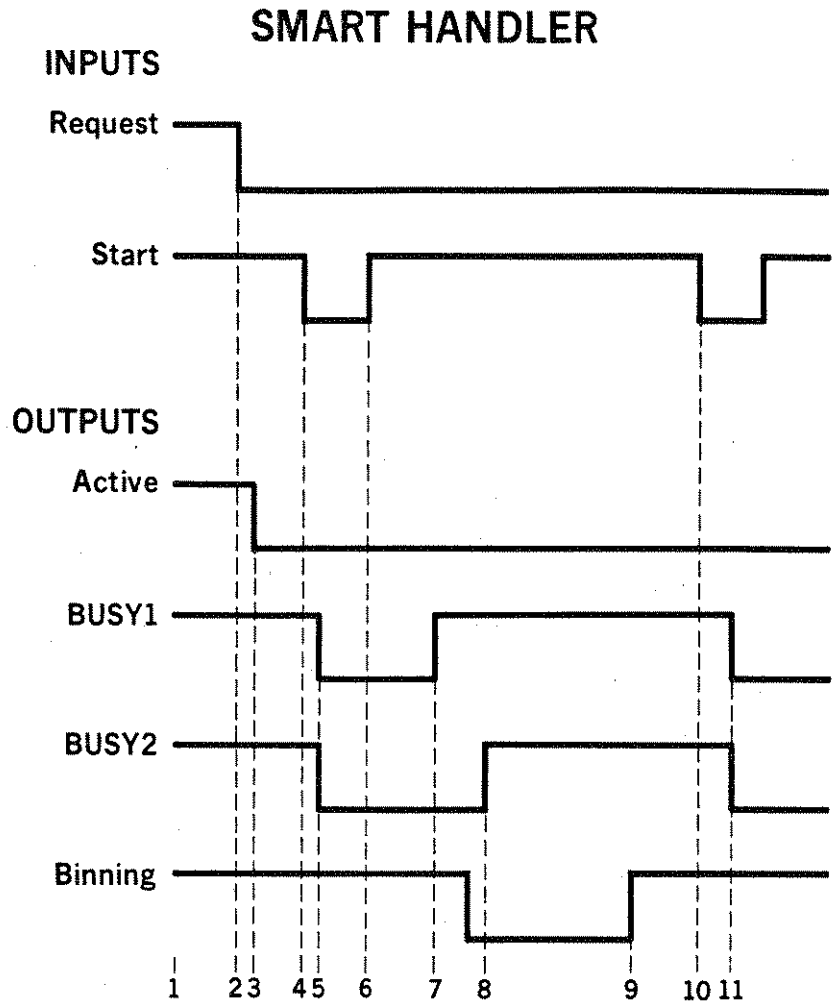 SMART HANDLER
INPUTS
Request
Start
OUTPUTS
Active
BUSY1
BUSY2
Binning
1 2 3 4 5 6 7 8 9 10 11